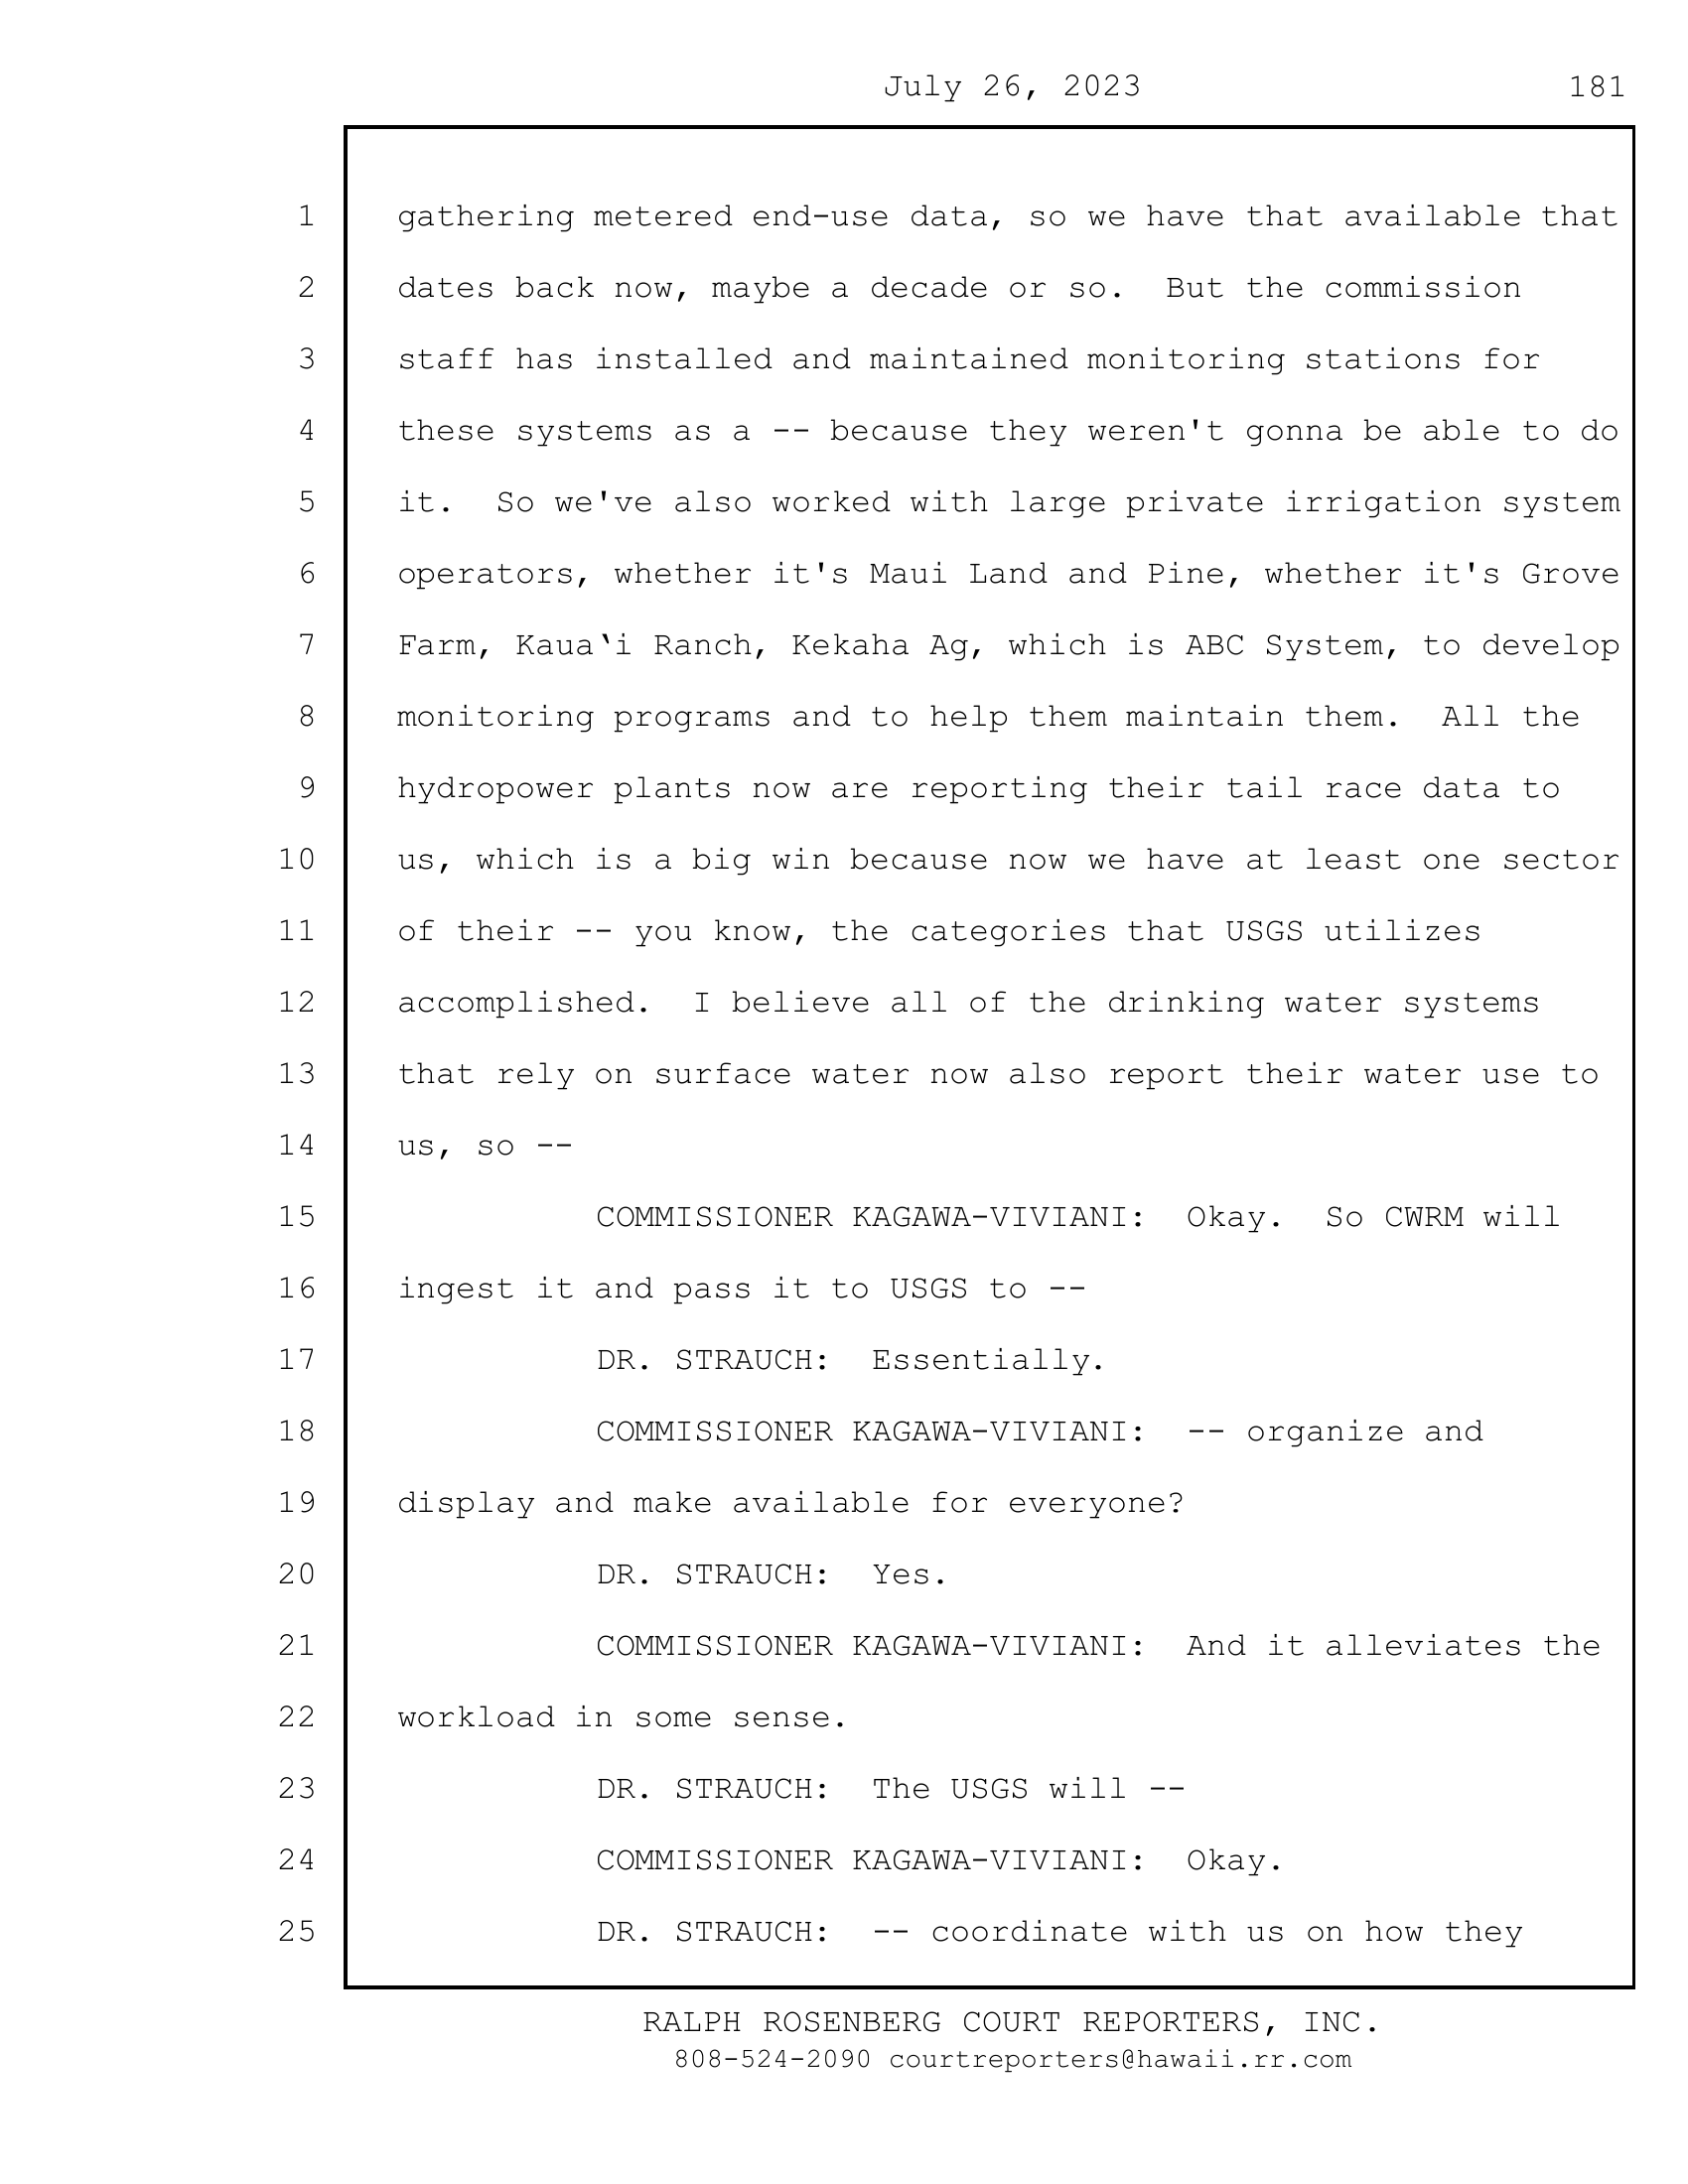 July 26, 2023 181
1 gathering metered end-use data, so we have that available that
2 dates back now, maybe a decade or so.  But the commission
3 staff has installed and maintained monitoring stations for
4 these systems as a -- because they weren't gonna be able to do
5 it.  So we've also worked with large private irrigation system
6 operators, whether it's Maui Land and Pine, whether it's Grove
7 Farm, Kauaʻi Ranch, Kekaha Ag, which is ABC System, to develop
8 monitoring programs and to help them maintain them.  All the
9 hydropower plants now are reporting their tail race data to
10 us, which is a big win because now we have at least one sector
11 of their -- you know, the categories that USGS utilizes
12 accomplished.  I believe all of the drinking water systems
13 that rely on surface water now also report their water use to
14 us, so --
15 COMMISSIONER KAGAWA-VIVIANI:  Okay.  So CWRM will
16 ingest it and pass it to USGS to --
17 DR. STRAUCH:  Essentially.
18 COMMISSIONER KAGAWA-VIVIANI:  -- organize and
19 display and make available for everyone?
20 DR. STRAUCH:  Yes.
21 COMMISSIONER KAGAWA-VIVIANI:  And it alleviates the
22 workload in some sense.
23 DR. STRAUCH:  The USGS will --
24 COMMISSIONER KAGAWA-VIVIANI:  Okay.
25 DR. STRAUCH:  -- coordinate with us on how they
RALPH ROSENBERG COURT REPORTERS, INC.
808-524-2090 courtreporters@hawaii.rr.com